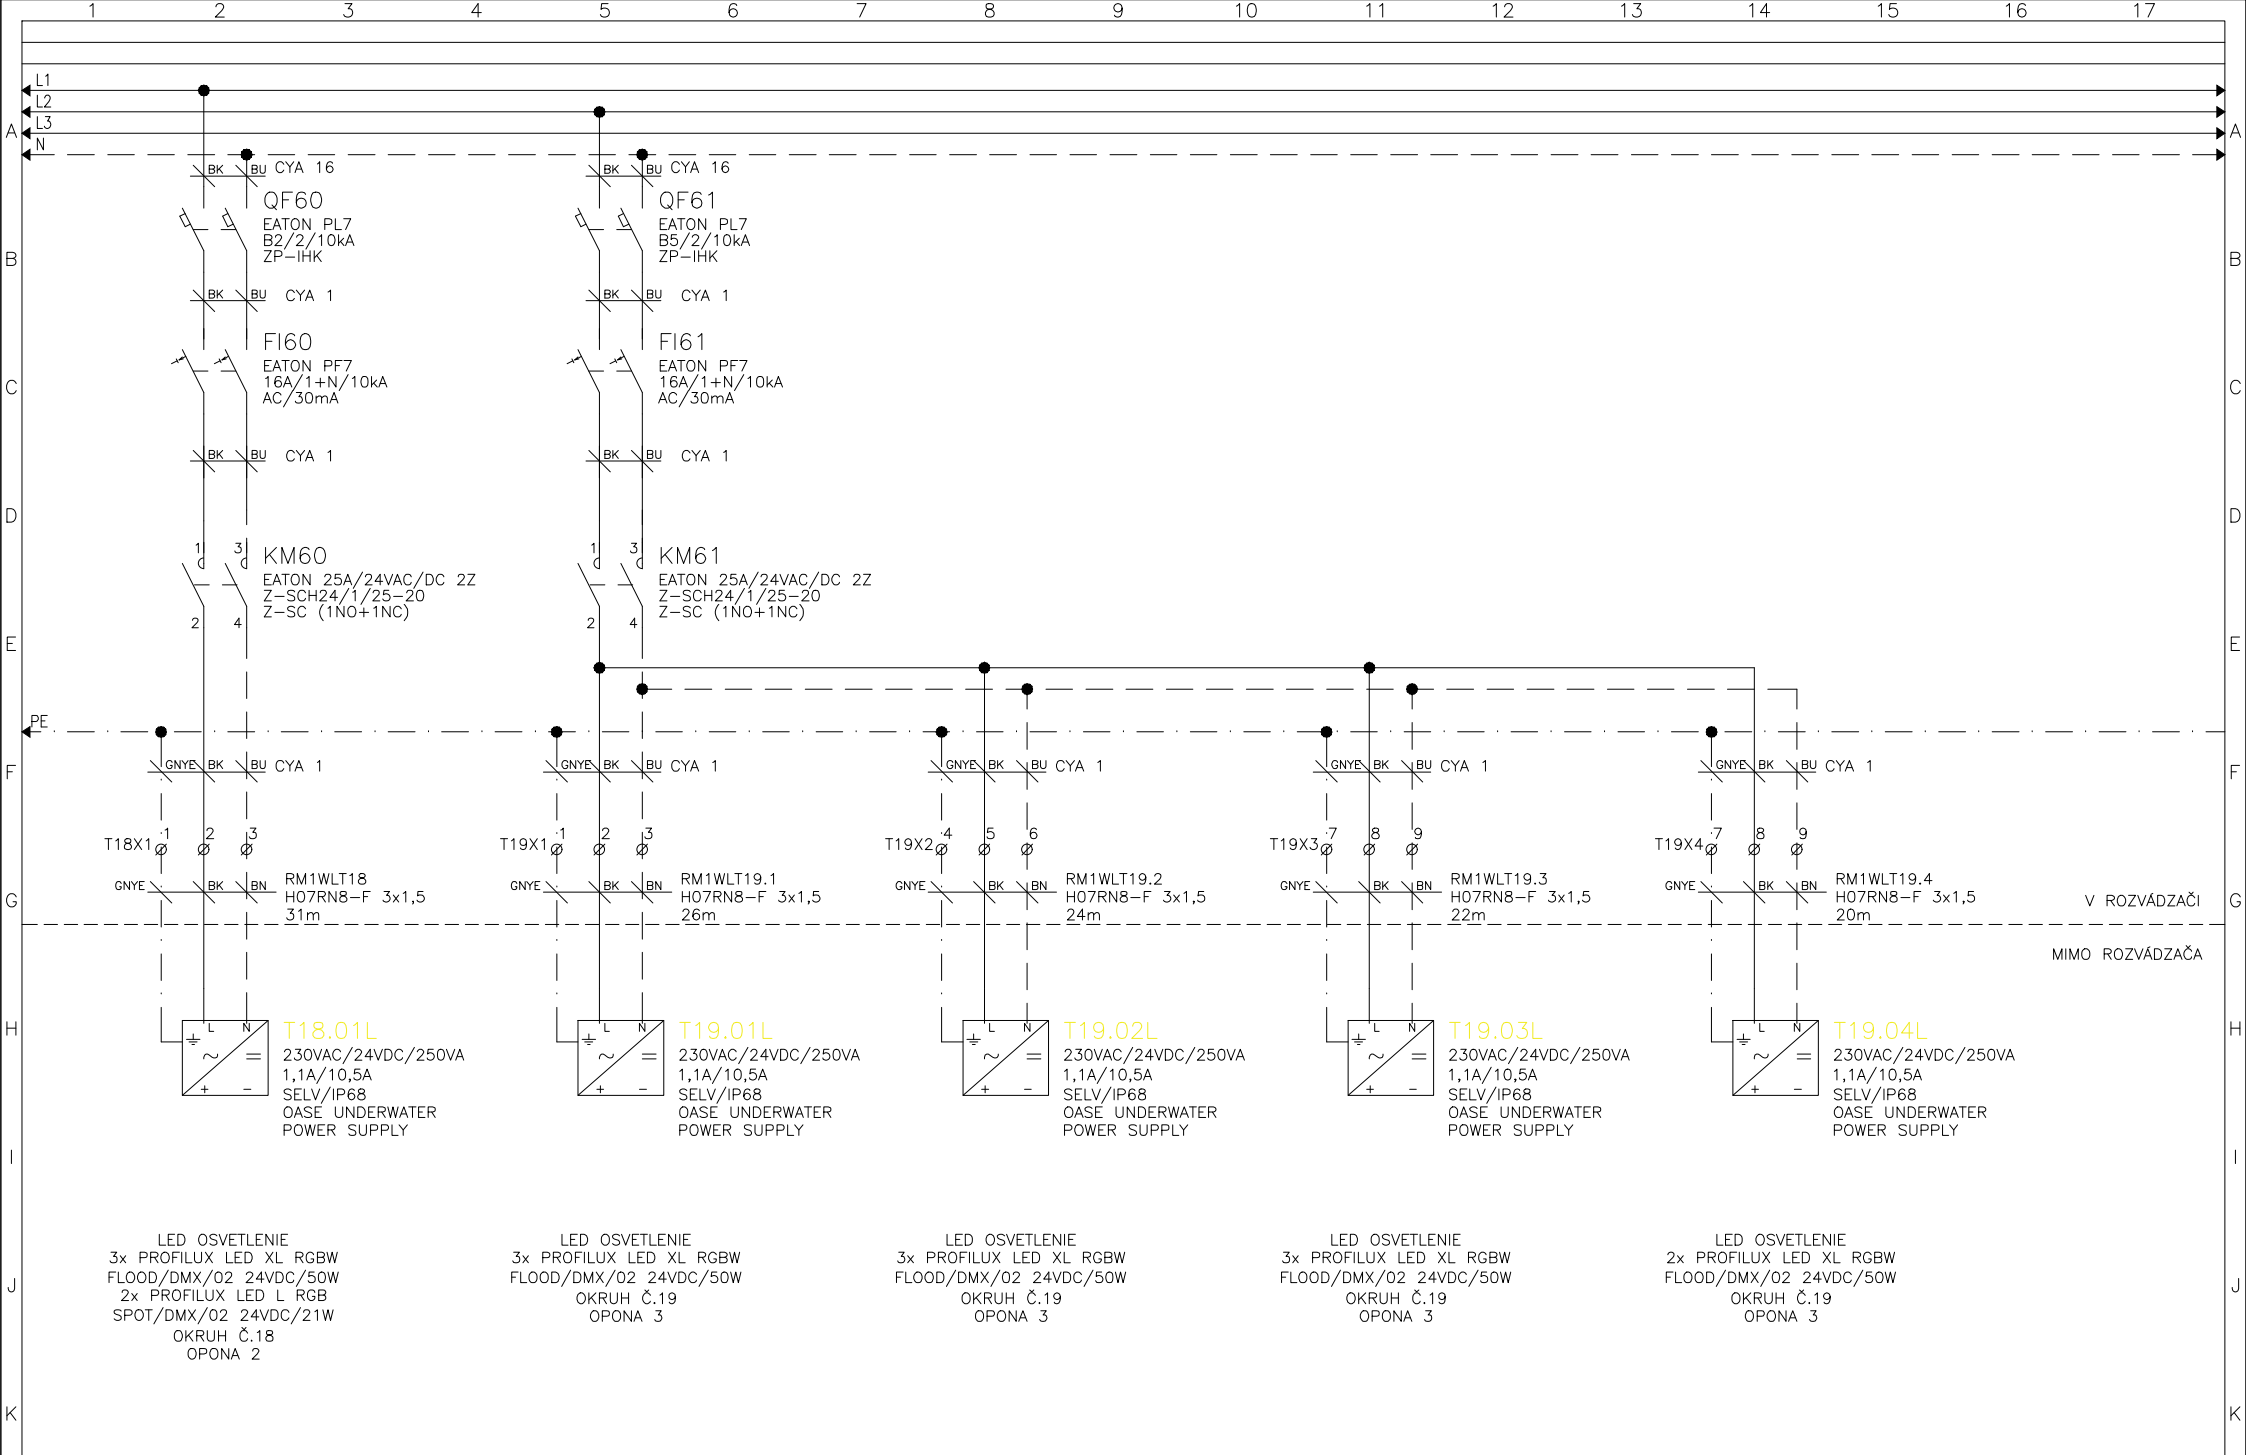 1 2 3 4 5 6 7 8 9 10 11 12 13 14 15 16 17
L1
L2
L3
A A
N
BK BU CYA 16 BK BU CYA 16
QF60 QF61
EATON PL7 EATON PL7
B2/2/10kA B5/2/10kA
ZP-IHK ZP-IHK
B B
BK BU CYA 1 BK BU CYA 1
FI60 FI61
EATON PF7 EATON PF7
16A/1+N/10kA 16A/1+N/10kA
C C
AC/30mA AC/30mA
BK BU CYA 1 BK BU CYA 1
D D
1 3 KM60 1 3 KM61
EATON 25A/24VAC/DC 2Z EATON 25A/24VAC/DC 2Z
Z-SCH24/1/25-20 Z-SCH24/1/25-20
Z-SC (1NO+1NC) Z-SC (1NO+1NC)
2 4 2 4
E E
PE
GNYE BK BU CYA 1 GNYE BK BU CYA 1 GNYE BK BU CYA 1 GNYE BK BU CYA 1 GNYE BK BU CYA 1
F F
1 2 3 1 2 3 4 5 6 7 8 9 7 8 9
T18X1 T19X1 T19X2 T19X3 T19X4
RM1WLT18 RM1WLT19.1 RM1WLT19.2 RM1WLT19.3 RM1WLT19.4
GNYE BK BN GNYE BK BN GNYE BK BN GNYE BK BN GNYE BK BN
H07RN8-F 3x1,5 H07RN8-F 3x1,5 H07RN8-F 3x1,5 H07RN8-F 3x1,5 H07RN8-F 3x1,5
G V ROZVÁDZAČI G
31m 26m 24m 22m 20m
MIMO ROZVÁDZAČA
H L N T18.01L L N T19.01L L N T19.02L L N T19.03L L N T19.04L H
230VAC/24VDC/250VA 230VAC/24VDC/250VA 230VAC/24VDC/250VA 230VAC/24VDC/250VA 230VAC/24VDC/250VA
1,1A/10,5A 1,1A/10,5A 1,1A/10,5A 1,1A/10,5A 1,1A/10,5A
+ − SELV/IP68 + − SELV/IP68 + − SELV/IP68 + − SELV/IP68 + − SELV/IP68
OASE UNDERWATER OASE UNDERWATER OASE UNDERWATER OASE UNDERWATER OASE UNDERWATER
POWER SUPPLY POWER SUPPLY POWER SUPPLY POWER SUPPLY POWER SUPPLY
I I
LED OSVETLENIE LED OSVETLENIE LED OSVETLENIE LED OSVETLENIE LED OSVETLENIE
3x PROFILUX LED XL RGBW 3x PROFILUX LED XL RGBW 3x PROFILUX LED XL RGBW 3x PROFILUX LED XL RGBW 2x PROFILUX LED XL RGBW
FLOOD/DMX/02 24VDC/50W FLOOD/DMX/02 24VDC/50W FLOOD/DMX/02 24VDC/50W FLOOD/DMX/02 24VDC/50W FLOOD/DMX/02 24VDC/50W
J J
2x PROFILUX LED L RGB OKRUH Č.19 OKRUH Č.19 OKRUH Č.19 OKRUH Č.19
SPOT/DMX/02 24VDC/21W OPONA 3 OPONA 3 OPONA 3 OPONA 3
OKRUH Č.18
OPONA 2
K K